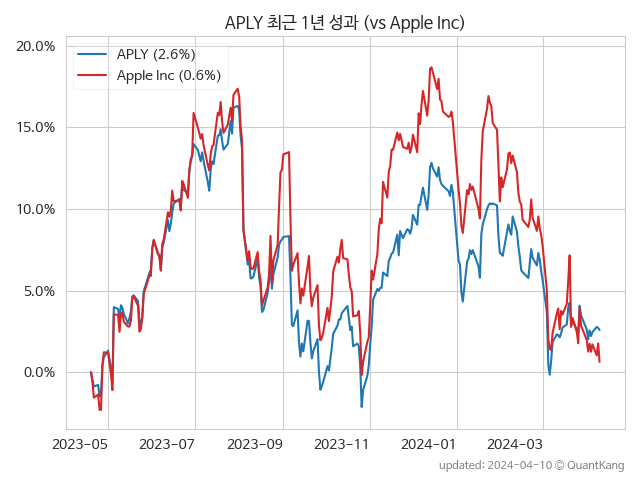 APLY 최근 1년 성과 (vs Apple Inc)
20.0%
15.0%
10.0%
5.0%
0.0%
APLY (2.6%)
Apple Inc (0.6%)
2023-05 2023-07 2023-09 2023-11 2024-01 2024-03
updated: 2024-04-10 © QuantKang